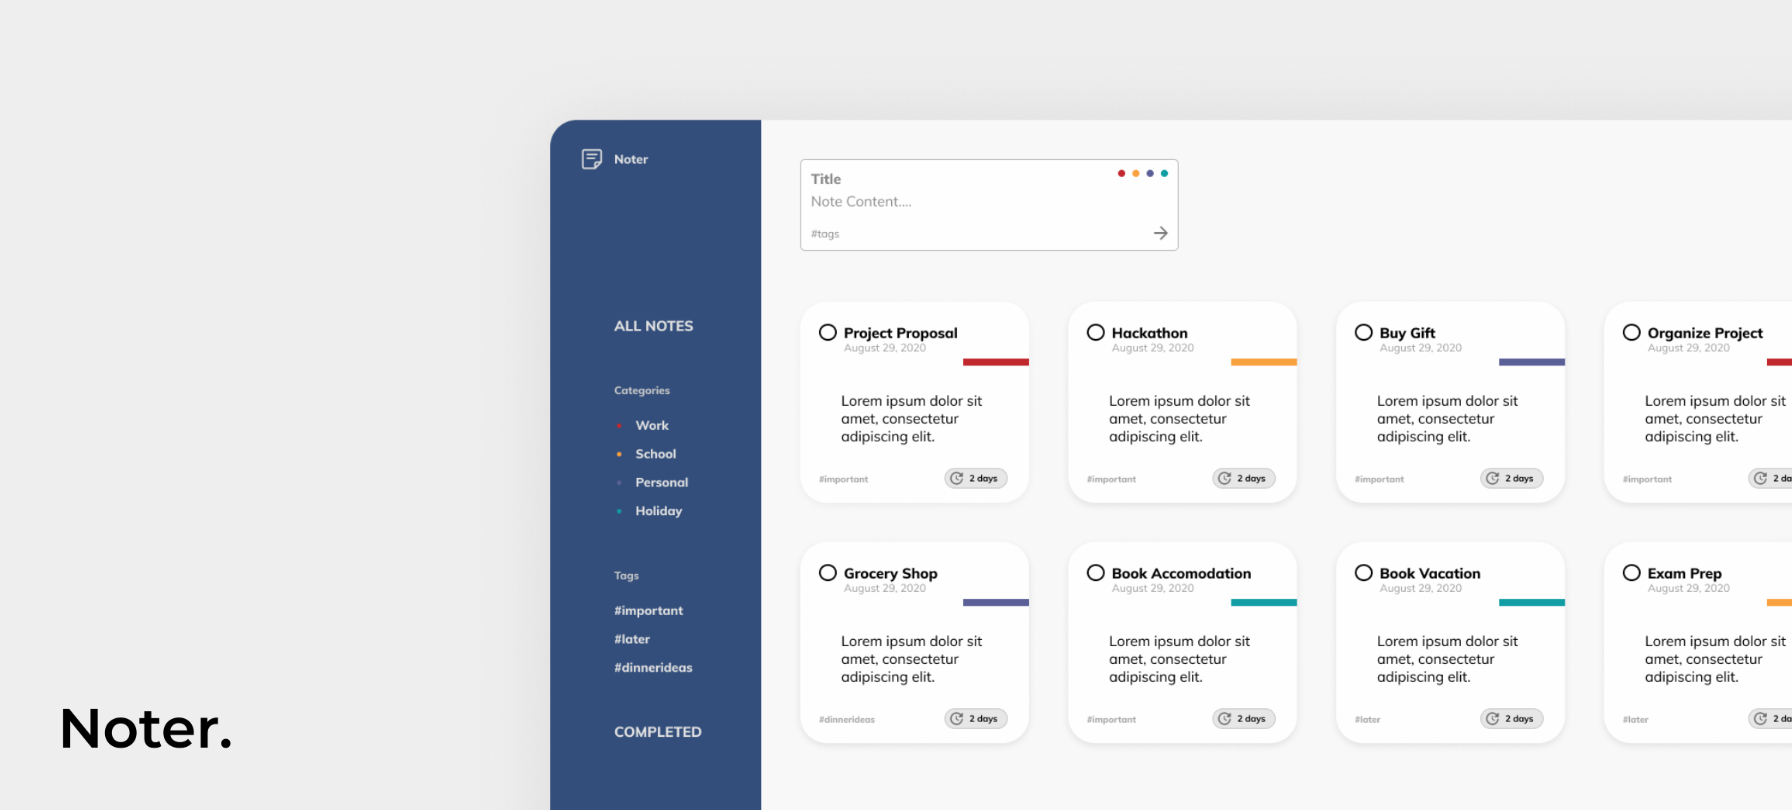 Noter
ALL NOTES
Categories
Work
School
Personal
Holiday
Tags
#important
#later
#dinnerideas
COMPLETED
Title
Note Content....
#tags
Project Proposal
August 29, 2020
Lorem ipsum dolor sit
amet, consectetur
adipiscing elit.
#important
2 days
Hackathon
August 29, 2020
Lorem ipsum dolor sit
amet, consectetur
adipiscing elit.
#important
2 days
Buy Gift
August 29, 2020
Lorem ipsum dolor sit
amet, consectetur
adipiscing elit.
#important
2 days
Organize Project
August 29, 2020
Lorem ipsum dolor sit
amet, consectetur
adipiscing elit.
#important
2 da
Grocery Shop
August 29, 2020
Lorem ipsum dolor sit
amet, consectetur
adipiscing elit.
#dinnerideas
2 days
Book Accomodation
August 29, 2020
Lorem ipsum dolor sit
amet, consectetur
adipiscing elit.
#important
2 days
Book Vacation
August 29, 2020
Lorem ipsum dolor sit
amet, consectetur
adipiscing elit.
#later
2 days
Exam Prep
August 29, 2020
Lorem ipsum dolor sit
amet, consectetur
adipiscing elit.
#later
2 da
Noter.